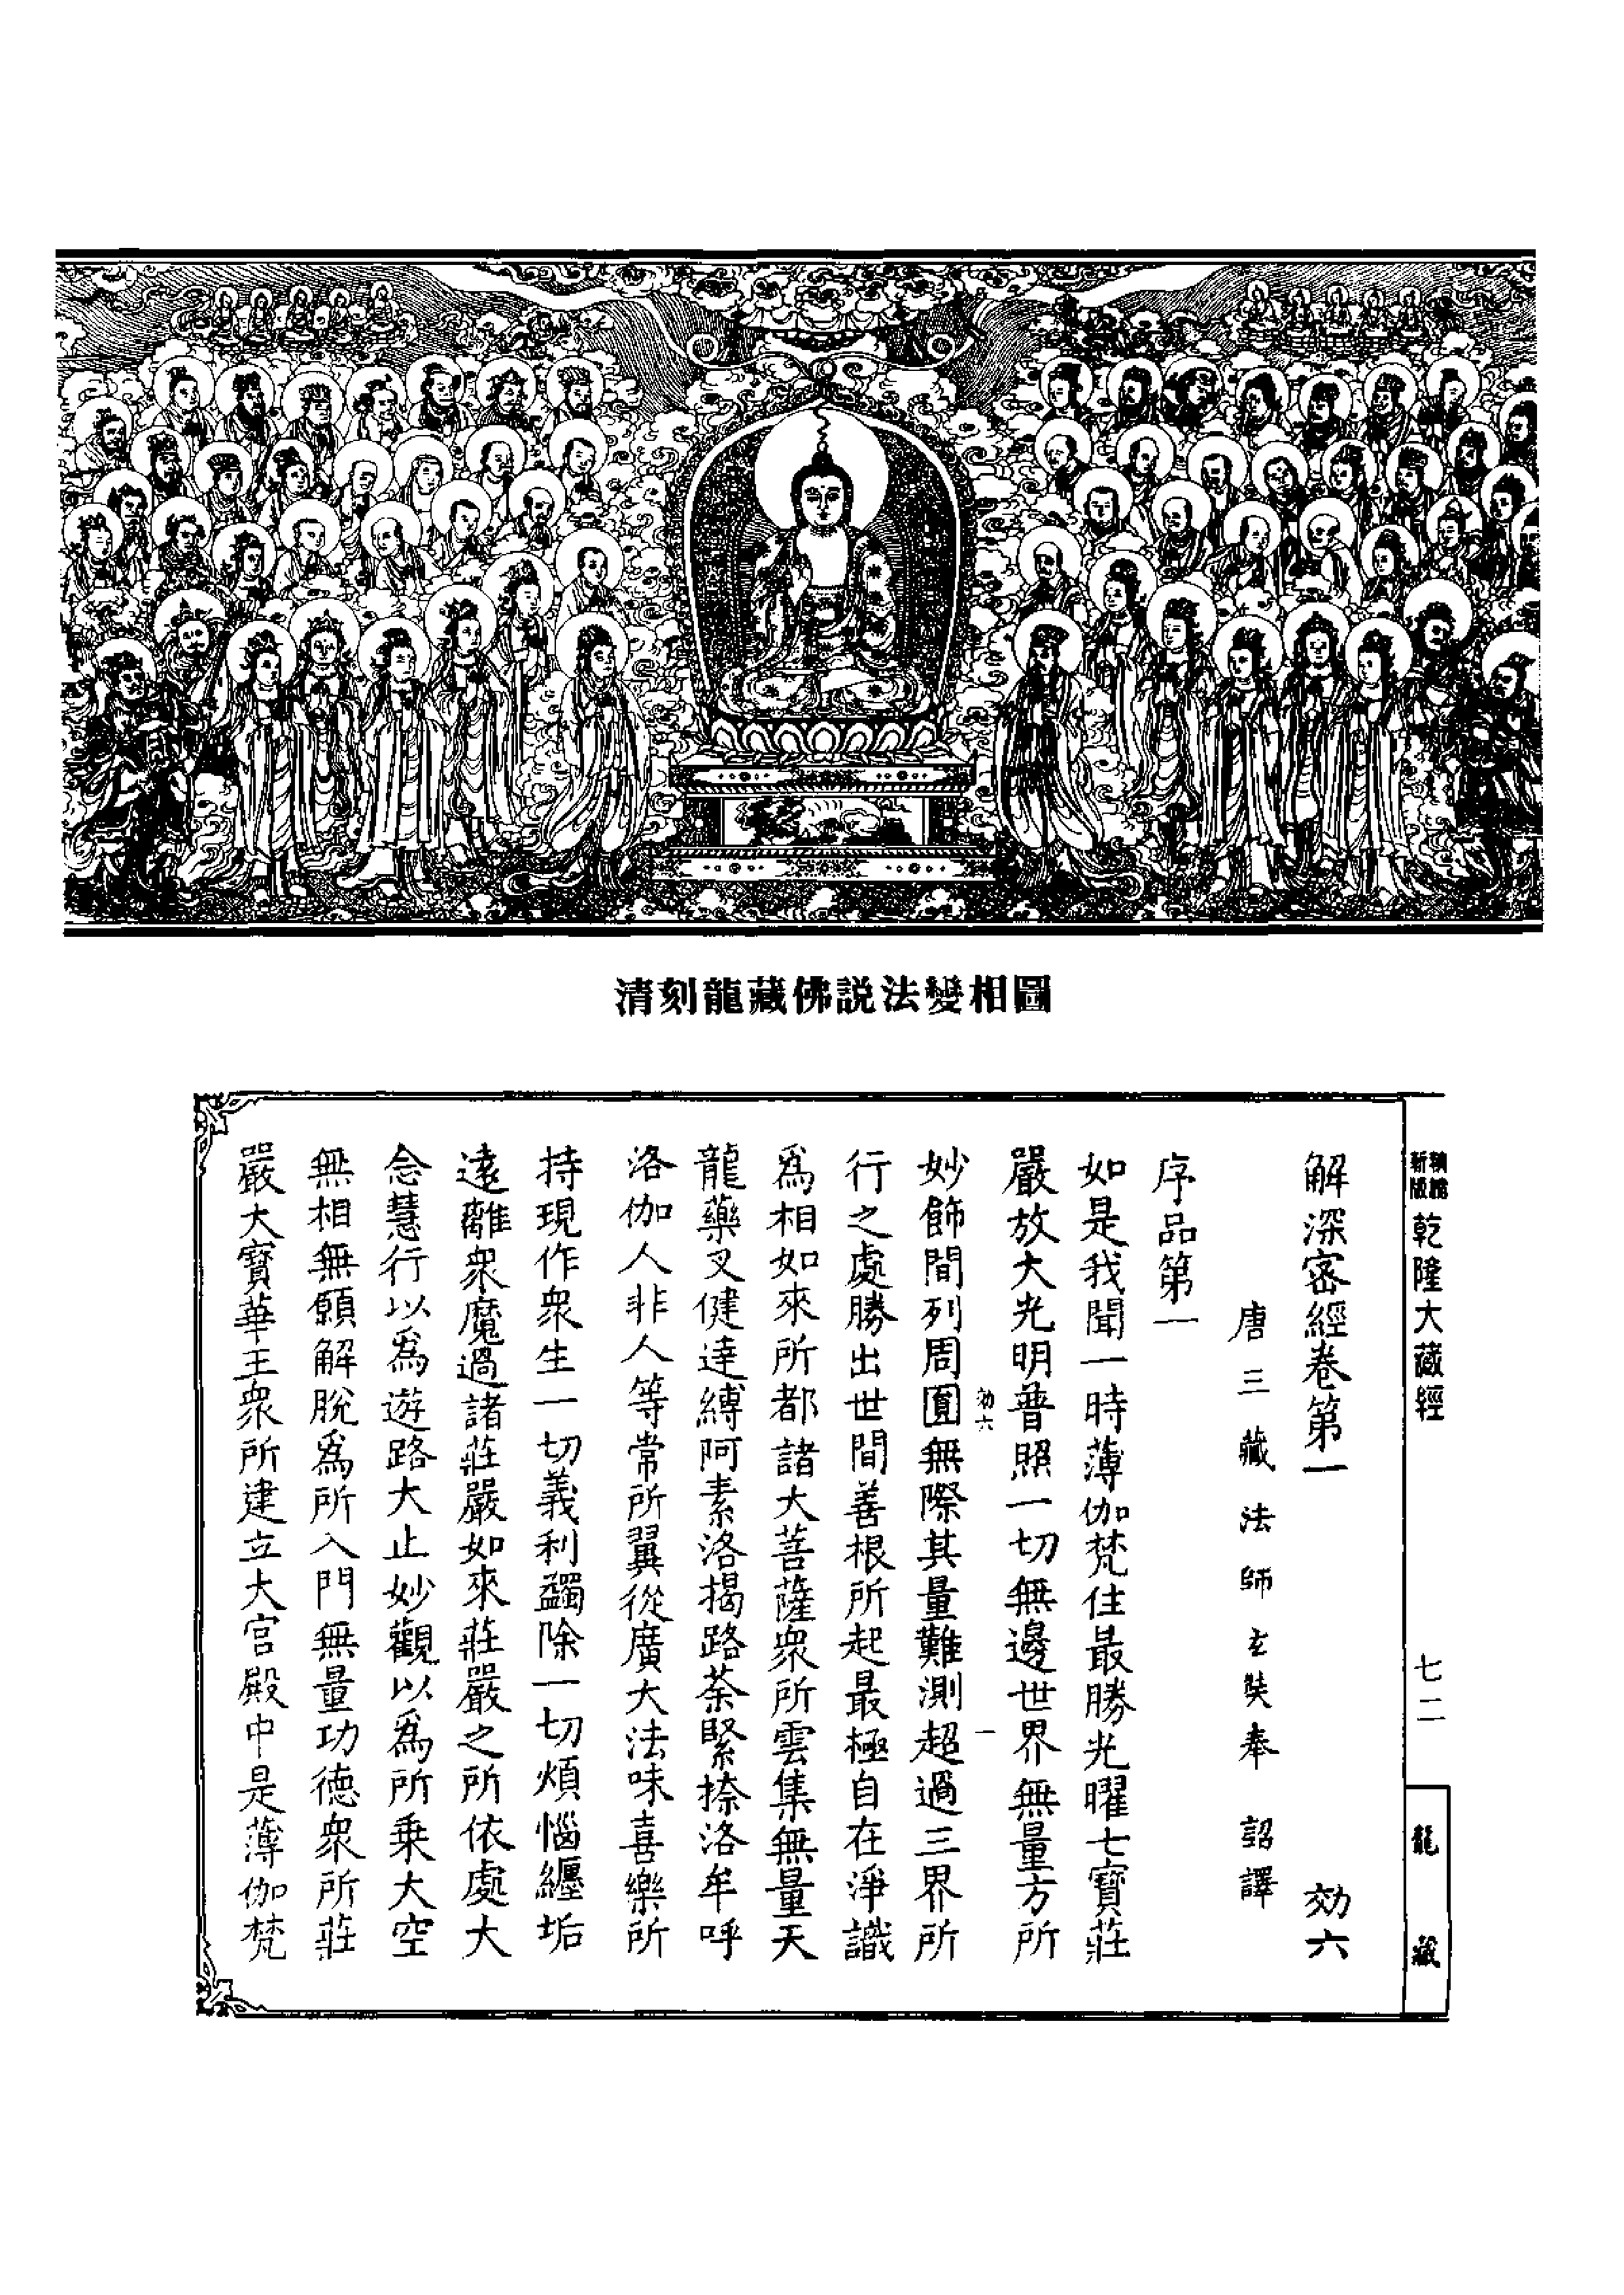 清刻龍藏佛説法變相圖
新版
乾隆大藏經
七二
龍藏
解深密經卷第一
効六
唐三藏法師玄奘奉 詔譯
序品第一
如是我聞一時薄伽梵住最勝光曜七寶莊
嚴放大光明普照一切無邊世界無量方所
効六 一
妙飾間列周圓無際其量難測超過三界所
行之處勝出世間善根所起最極自在淨識
爲相如來所都諸大菩薩衆所雲集無量天
龍藥叉健達縛阿素洛揭路荼緊捺洛牟呼
洛伽人非人等常所翼從廣大法味喜樂所
持現作衆生一切義利蠲除一切煩惱纏垢
遠離衆魔過諸莊嚴如來莊嚴之所依處大
念慧行以爲遊路大止妙觀以爲所乗大空
無相無願解脫爲所入門無量功德衆所莊
嚴大寳華王衆所建立大宫殿中是薄伽梵